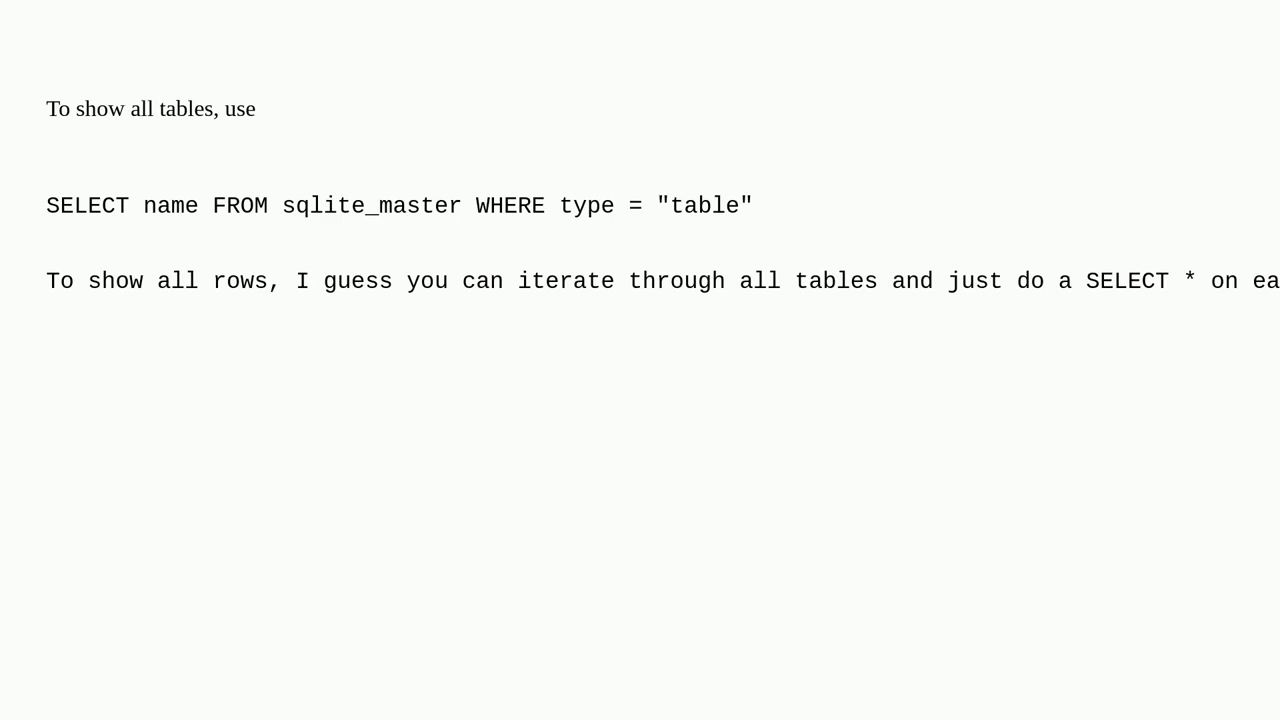 To show all tables, use
SELECT name FROM sqlite_master WHERE type = "table"
To show all rows, I guess you can iterate through all tables and just do a SELECT * on